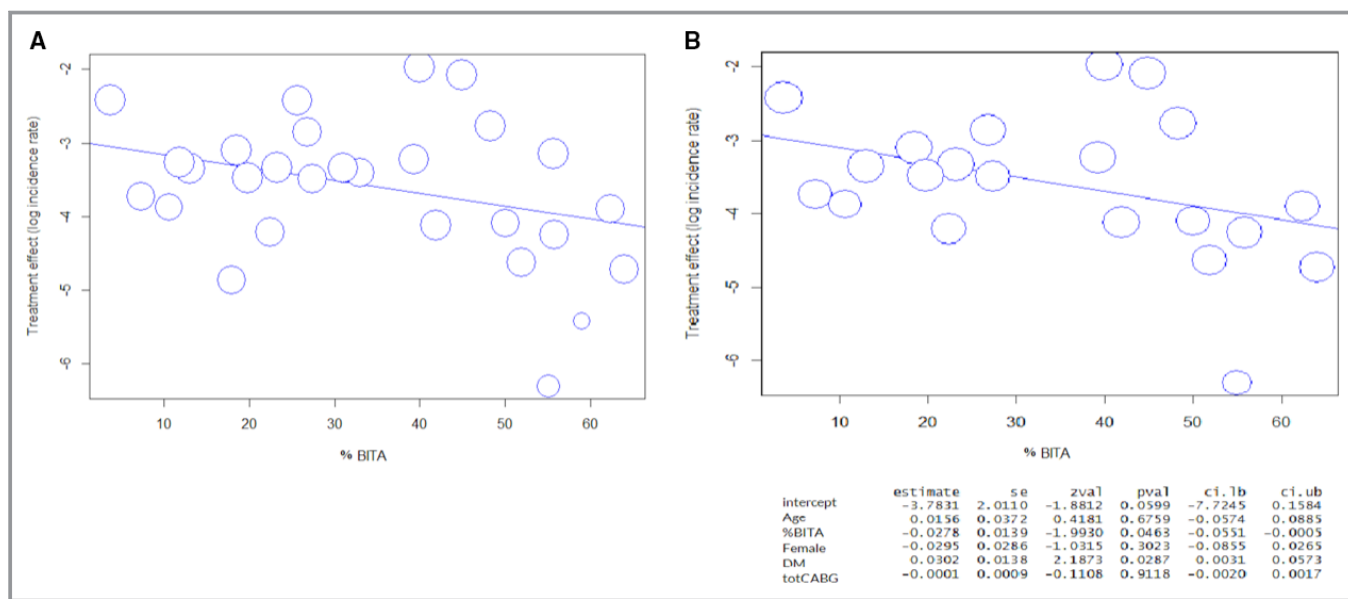 A
Treatment effect (log incidence rate)
-2
-3
-4
-5
-6
10 20 30 40 50 60
% BITA
B
Treatment effect (log incidence rate)
-2
-3
-4
-5
-6
10 20 30 40 50 60
% BITA
estimate se zval pval ci.lb ci.ub
intercept -3.7831 2.0110 -1.8812 0.0599 -7.7245 0.1584
Age 0.0156 0.0372 0.4181 0.6759 -0.0574 0.0885
%BITA -0.0278 0.0139 -1.9930 0.0463 -0.0551 -0.0005
Female -0.0295 0.0286 -1.0315 0.3023 -0.0855 0.0265
DM 0.0302 0.0138 2.1873 0.0287 0.0031 0.0573
totCABG -0.0001 0.0009 -0.1108 0.9118 -0.0020 0.0017